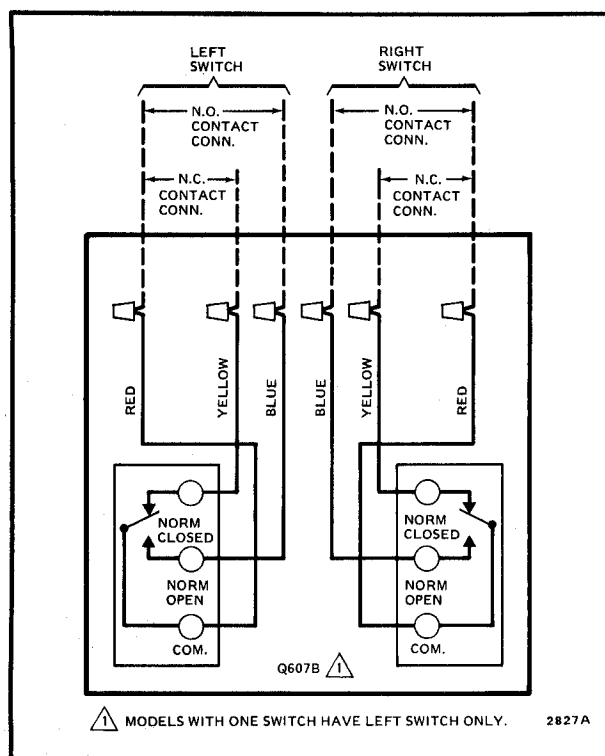 LEFT
SWITCH
RIGHT
SWITCH
N.O.
CONTACT
CONN.
N.O.
CONTACT
CONN.
N.C.
CONTACT
CONN.
N.C.
CONTACT
CONN.
RED
YELLOW
BLUE
BLUE
YELLOW
RED
NORM
CLOSED
NORM
OPEN
COM.
NORM
CLOSED
NORM
OPEN
COM.
Q607B 1
1 MODELS WITH ONE SWITCH HAVE LEFT SWITCH ONLY. 2827A